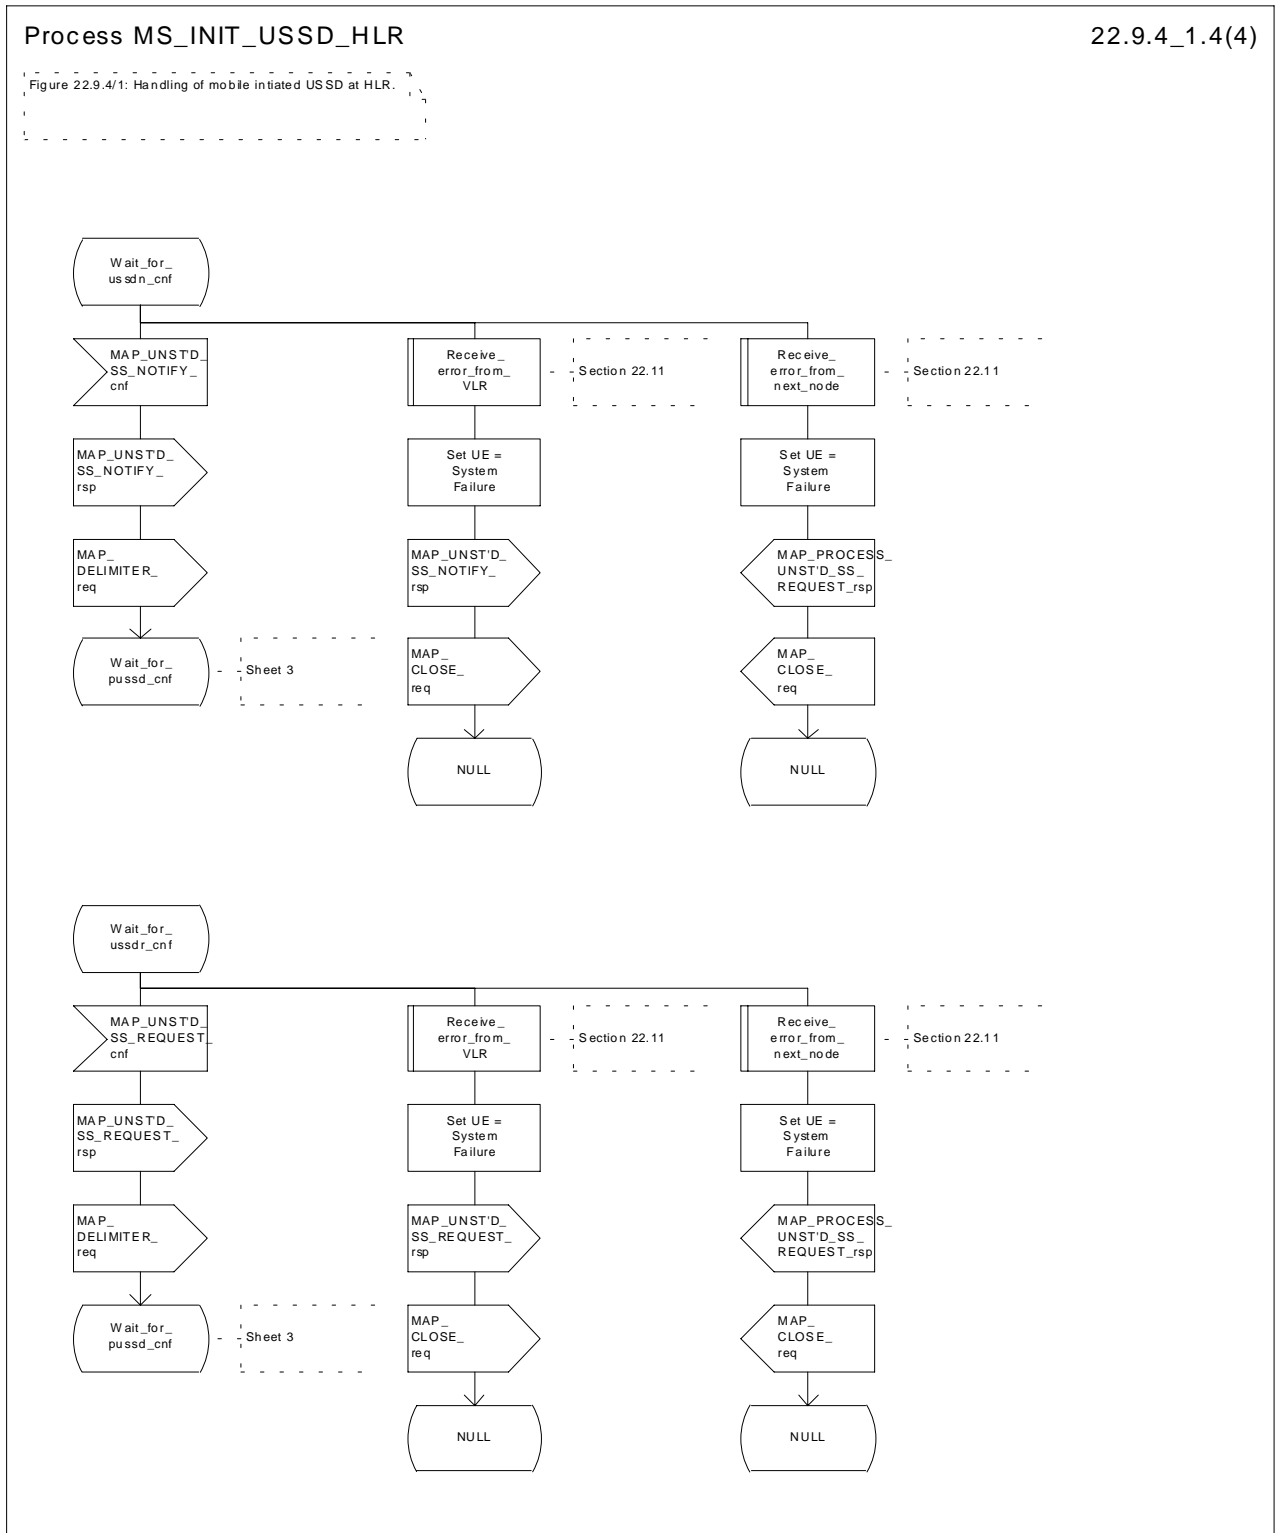 Process MS_INIT_USSD_HLR
22.9.4_1.4(4)
Figure 22.9.4/1: Handling of mobile intiated USSD at HLR.
Wait_for_
ussdn_cnf
MAP_UNST'D_
SS_NOTIFY_
cnf
Receive_
error_from_
VLR
Section 22.11
Receive_
error_from_
next_node
Section 22.11
MAP_UNST'D_
SS_NOTIFY_
rsp
Set UE =
System
Failure
Set UE =
System
Failure
MAP_
DELIMITER_
req
MAP_UNST'D_
SS_NOTIFY_
rsp
MAP_PROCESS_
UNST'D_SS_
REQUEST_rsp
Wait_for_
pussd_cnf
Sheet 3
MAP_
CLOSE_
req
MAP_
CLOSE_
req
NULL
NULL
Wait_for_
ussdr_cnf
MAP_UNST'D_
SS_REQUEST_
cnf
Receive_
error_from_
VLR
Section 22.11
Receive_
error_from_
next_node
Section 22.11
MAP_UNST'D_
SS_REQUEST_
rsp
Set UE =
System
Failure
Set UE =
System
Failure
MAP_
DELIMITER_
req
MAP_UNST'D_
SS_REQUEST_
rsp
MAP_PROCESS_
UNST'D_SS_
REQUEST_rsp
Wait_for_
pussd_cnf
Sheet 3
MAP_
CLOSE_
req
MAP_
CLOSE_
req
NULL
NULL